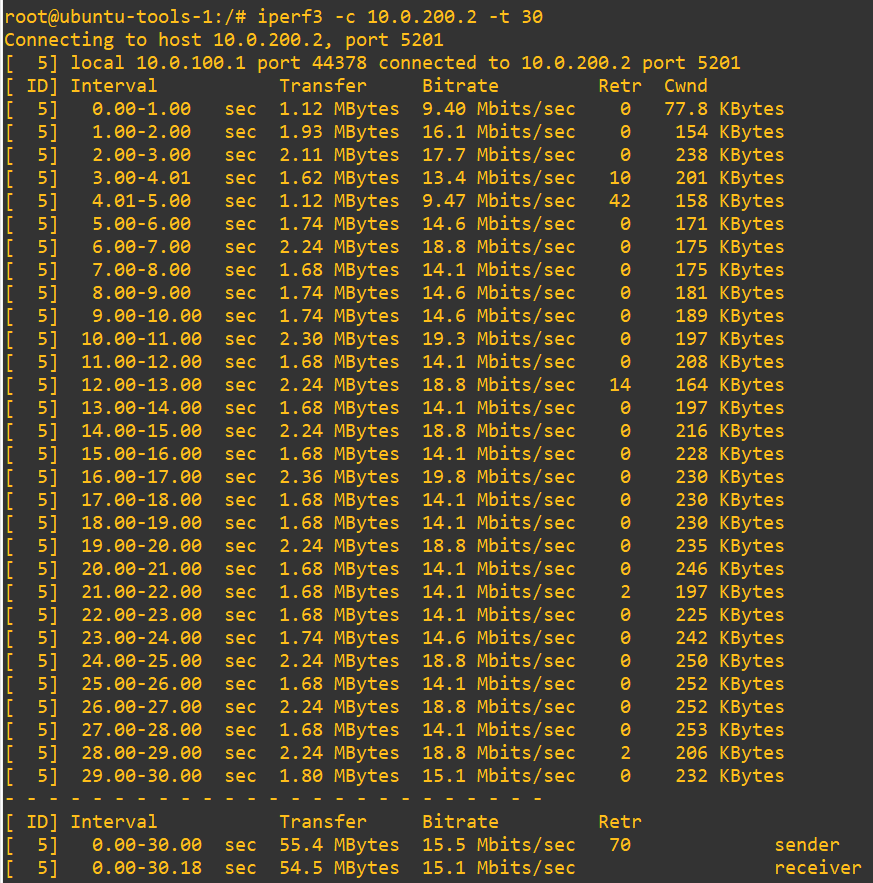 root@ubuntu-tools-1:/# iperf3 -c 10.0.200.2 -t 30
Connecting to host 10.0.200.2, port 5201
[  5] local 10.0.100.1 port 44378 connected to 10.0.200.2 port 5201
[ ID] Interval           Transfer     Bitrate         Retr  Cwnd
[  5]   0.00-1.00   sec  1.12 MBytes  9.40 Mbits/sec    0   77.8 KBytes
[  5]   1.00-2.00   sec  1.93 MBytes  16.1 Mbits/sec    0    154 KBytes
[  5]   2.00-3.00   sec  2.11 MBytes  17.7 Mbits/sec    0    238 KBytes
[  5]   3.00-4.01   sec  1.62 MBytes  13.4 Mbits/sec   10    201 KBytes
[  5]   4.01-5.00   sec  1.12 MBytes  9.47 Mbits/sec   42    158 KBytes
[  5]   5.00-6.00   sec  1.74 MBytes  14.6 Mbits/sec    0    171 KBytes
[  5]   6.00-7.00   sec  2.24 MBytes  18.8 Mbits/sec    0    175 KBytes
[  5]   7.00-8.00   sec  1.68 MBytes  14.1 Mbits/sec    0    175 KBytes
[  5]   8.00-9.00   sec  1.74 MBytes  14.6 Mbits/sec    0    181 KBytes
[  5]   9.00-10.00  sec  1.74 MBytes  14.6 Mbits/sec    0    189 KBytes
[  5]  10.00-11.00  sec  2.30 MBytes  19.3 Mbits/sec    0    197 KBytes
[  5]  11.00-12.00  sec  1.68 MBytes  14.1 Mbits/sec    0    208 KBytes
[  5]  12.00-13.00  sec  2.24 MBytes  18.8 Mbits/sec   14    164 KBytes
[  5]  13.00-14.00  sec  1.68 MBytes  14.1 Mbits/sec    0    197 KBytes
[  5]  14.00-15.00  sec  2.24 MBytes  18.8 Mbits/sec    0    216 KBytes
[  5]  15.00-16.00  sec  1.68 MBytes  14.1 Mbits/sec    0    228 KBytes
[  5]  16.00-17.00  sec  2.36 MBytes  19.8 Mbits/sec    0    230 KBytes
[  5]  17.00-18.00  sec  1.68 MBytes  14.1 Mbits/sec    0    230 KBytes
[  5]  18.00-19.00  sec  1.68 MBytes  14.1 Mbits/sec    0    230 KBytes
[  5]  19.00-20.00  sec  2.24 MBytes  18.8 Mbits/sec    0    235 KBytes
[  5]  20.00-21.00  sec  1.68 MBytes  14.1 Mbits/sec    0    246 KBytes
[  5]  21.00-22.00  sec  1.68 MBytes  14.1 Mbits/sec    2    197 KBytes
[  5]  22.00-23.00  sec  1.68 MBytes  14.1 Mbits/sec    0    225 KBytes
[  5]  23.00-24.00  sec  1.74 MBytes  14.6 Mbits/sec    0    242 KBytes
[  5]  24.00-25.00  sec  2.24 MBytes  18.8 Mbits/sec    0    250 KBytes
[  5]  25.00-26.00  sec  1.68 MBytes  14.1 Mbits/sec    0    252 KBytes
[  5]  26.00-27.00  sec  2.24 MBytes  18.8 Mbits/sec    0    252 KBytes
[  5]  27.00-28.00  sec  1.68 MBytes  14.1 Mbits/sec    0    253 KBytes
[  5]  28.00-29.00  sec  2.24 MBytes  18.8 Mbits/sec    2    206 KBytes
[  5]  29.00-30.00  sec  1.80 MBytes  15.1 Mbits/sec    0    232 KBytes
- - - - - - - - - - - - - - - - - - - - - - - - -
[ ID] Interval           Transfer     Bitrate         Retr
[  5]   0.00-30.00  sec  55.4 MBytes  15.5 Mbits/sec   70             sender
[  5]   0.00-30.18  sec  54.5 MBytes  15.1 Mbits/sec                  receiver